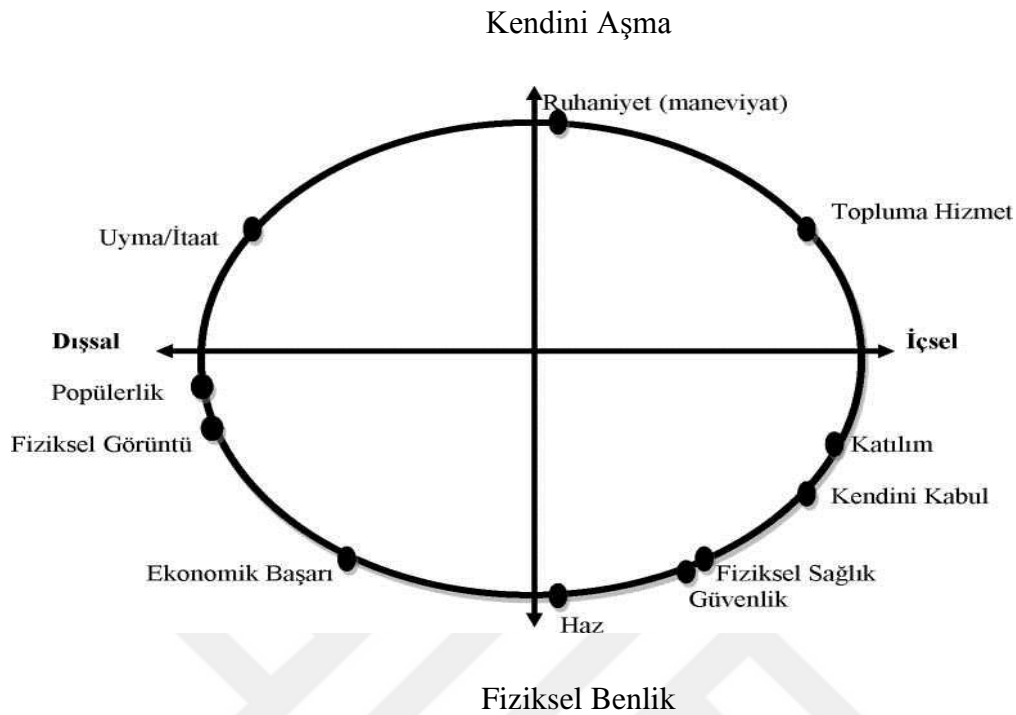 Kendini Aşma
Ruhaniyet (maneviyat)
Topluma Hizmet
Uyma/İtaat
Dışsal
İçsel
Popülerlik
Fiziksel Görüntü
Katılım
Kendini Kabul
Ekonomik Başarı
Fiziksel Sağlık
Güvenlik
Haz
Fiziksel Benlik